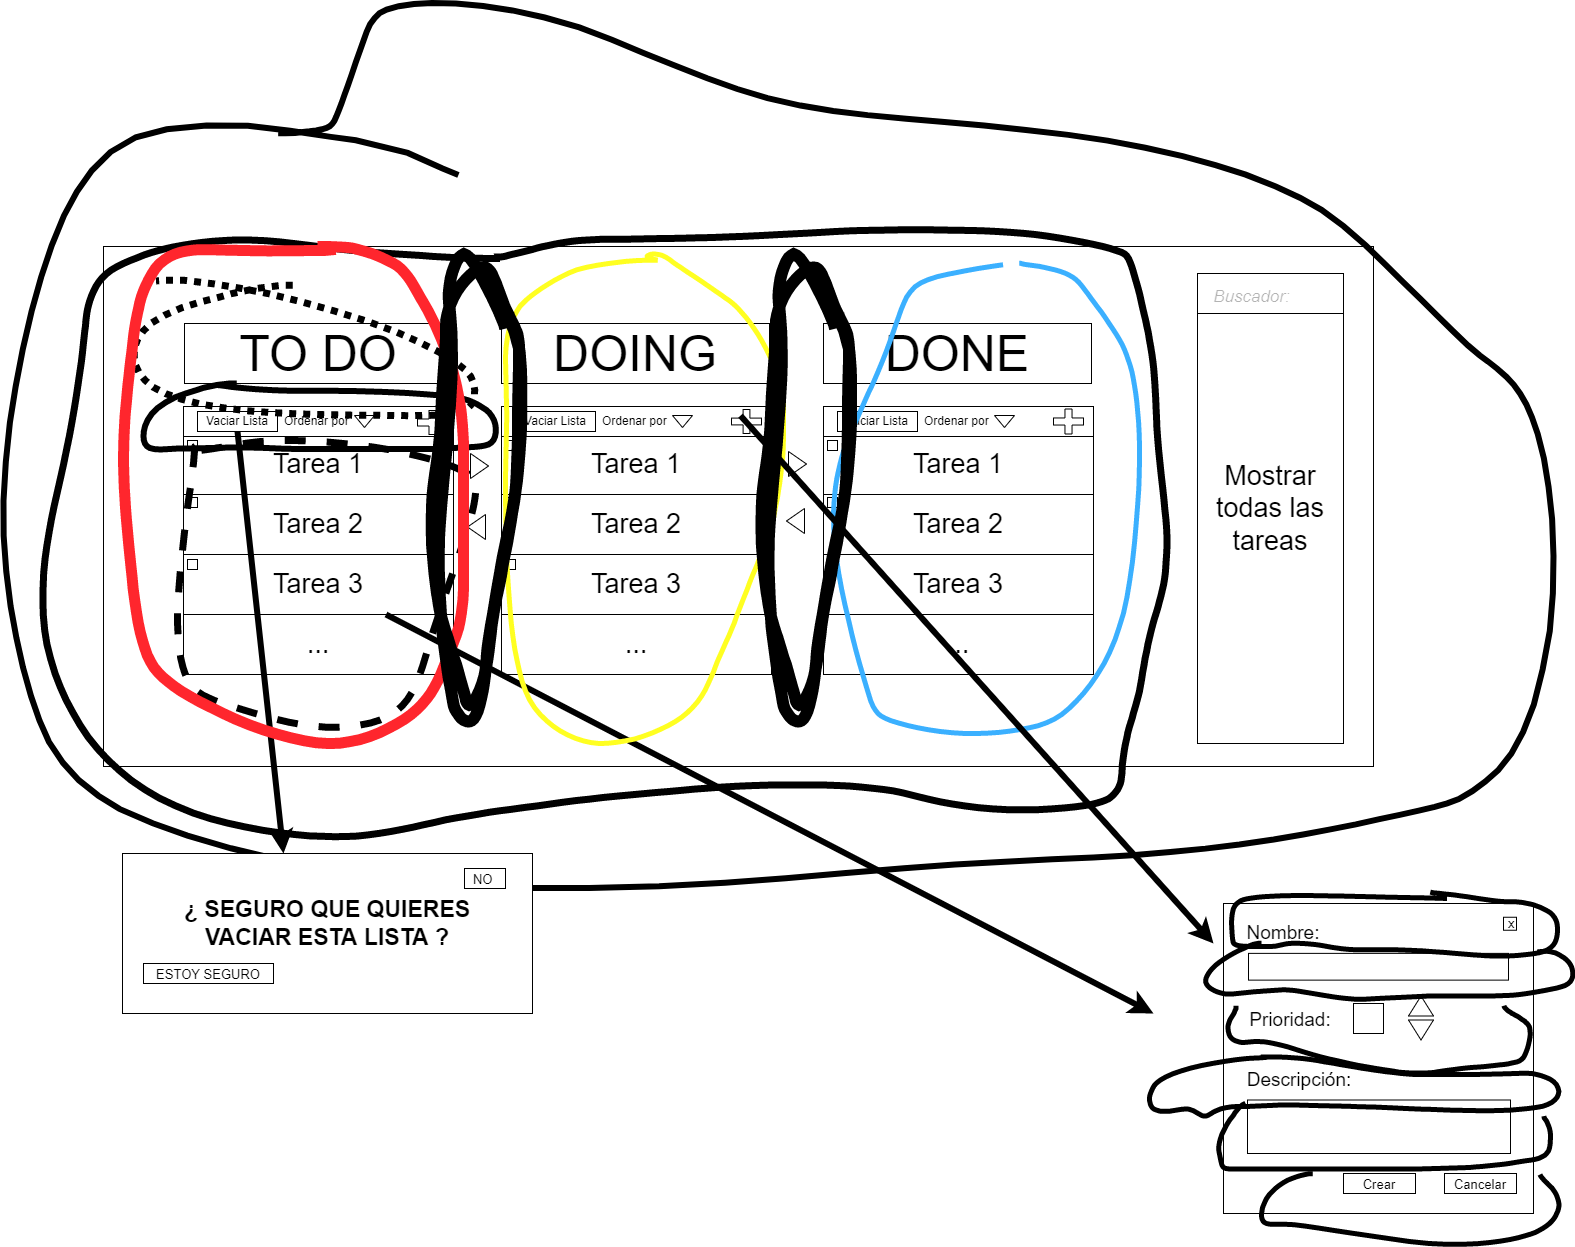 TO DO
DOING
DONE
Buscador:
Vaciar Lista
Ordenar por
Vaciar Lista
Ordenar por
Vaciar Lista
Ordenar por
Tarea 1
Tarea 1
Tarea 1
Tarea 2
Tarea 2
Tarea 2
Tarea 3
Tarea 3
Tarea 3
...
...
...
Mostrar
todas las
tareas
NO
¿ SEGURO QUE QUIERES
VACIAR ESTA LISTA ?
ESTOY SEGURO
Nombre:
x
Prioridad:
Descripción:
Crear
Cancelar